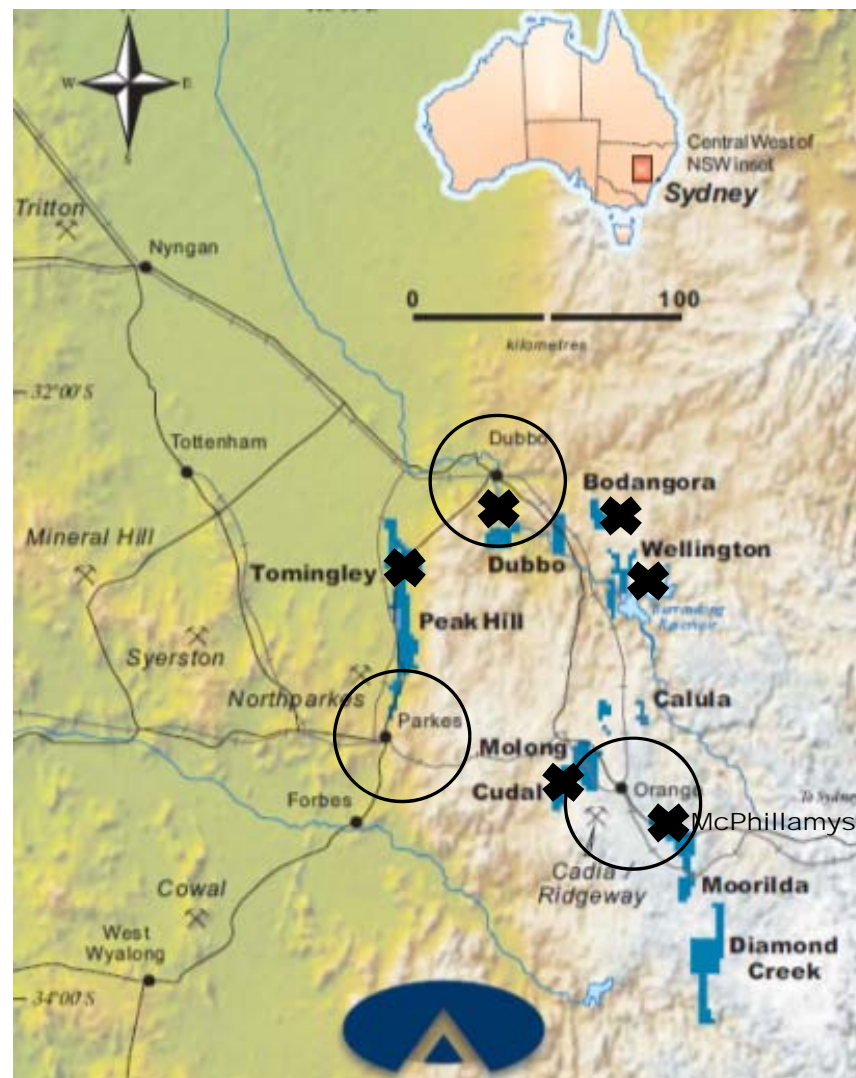 N
W
E
S
Central West of
NSW inset
Sydney
Tritton
Nyngan
0
100
kilometres
32°00'S
Tottenham
Dubbo
Bodangora
Mineral Hill
Wellington
Tomingley
Dubbo
Burrendong
Reservoir
Peak Hill
Syerston
Northparkes
Calula
Parkes
Molong
Cudal
Orange
To Sydney
Forbes
McPhillamys
Cadia /
Ridgeway
Moorilda
Cowal
West
Wyalong
Diamond
Creek
34°00'S